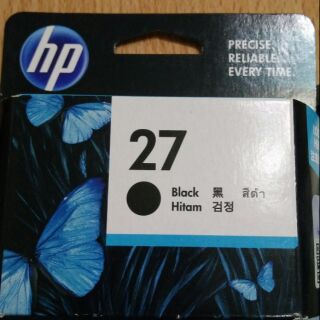 hp
PRECISE.
RELIABLE.
EVERY TIME.
27
Black 黑 สีดำ
Hitam 검정